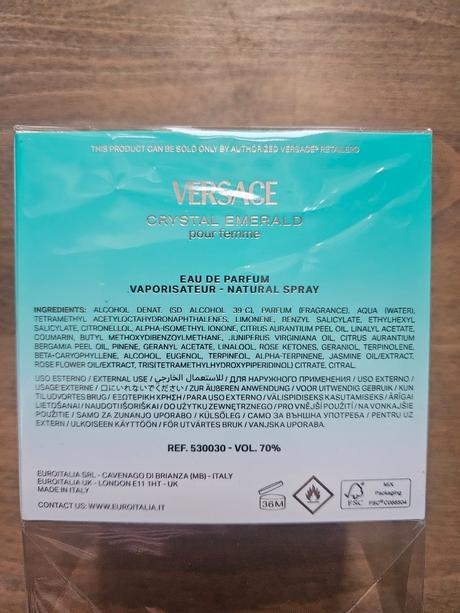 THIS PRODUCT CAN BE SOLD ONLY BY AUTHORIZED VERSACE® RETAILERS
VERSACE
CRYSTAL EMERALD
pour femme
EAU DE PARFUM
VAPORISATEUR - NATURAL SPRAY
INGREDIENTS: ALCOHOL DENAT. (SD ALCOHOL 39-C), PARFUM (FRAGRANCE), AQUA (WATER),
TETRAMETHYL ACETYLOCTAHYDRONAPHTHALENES, LIMONENE, BENZYL SALICYLATE, ETHYLHEXYL
SALICYLATE, CITRONELLOL, ALPHA-ISOMETHYL IONONE, CITRUS AURANTIUM PEEL OIL, LINALYL ACETATE,
COUMARIN, BUTYL METHOXYDIBENZOYLMETHANE, JUNIPERUS VIRGINIANA OIL, CITRUS AURANTIUM
BERGAMIA PEEL OIL, PINENE, GERANYL ACETATE, LINALOOL, ROSE KETONES, GERANIOL, TERPINOLENE,
BETA-CARYOPHYLLENE, ALCOHOL, EUGENOL, TERPINEOL, ALPHA-TERPINENE, JASMINE OIL/EXTRACT,
ROSE FLOWER OIL/EXTRACT, TRIS(TETRAMETHYLHYDROXYPIPERIDINOL) CITRATE, CITRAL.
USO ESTERNO / EXTERNAL USE / للاستعمال الخارجي / ДЛЯ НАРУЖНОГО ПРИМЕНЕНИЯ / USO EXTERNO /
USAGE EXTERNE / 口にいれないでください / ZUR ÄUßEREN ANWENDUNG / VOOR UITWENDIG GEBRUIK / KUN
TIL UDVORTES BRUG / ΕΞΩΤΕΡΙΚΗ ΧΡΗΣΗ / PARA USO EXTERNO / VÄLISPIDISEKS KASUTAMISEKS / ĀRĪGAI
LIETOŠANAI / NAUDOTI IŠORIŠKAI / DO UŻYTKU ZEWNĘTRZNEGO / PRO VNĚJŠÍ POUŽITÍ / NA VONKAJŠIE
POUŽITIE / SAMO ZA ZUNANJO UPORABO / KÜLSŐLEG / САМО ЗА ВЪНШНА УПОТРЕБА / PENTRU UZ
EXTERN / ULKOISEEN KÄYTTÖÖN / FÖR UTVÄRTES BRUK / VANJSKA UPORABA.
REF. 530030 - VOL. 70%
EUROITALIA SRL - CAVENAGO DI BRIANZA (MB) - ITALY
EUROITALIA UK - LONDON E11 1HT - UK
MADE IN ITALY
CONTACT US: WWW.EUROITALIA.IT
36M
FSC
MIX
Packaging
FSC®